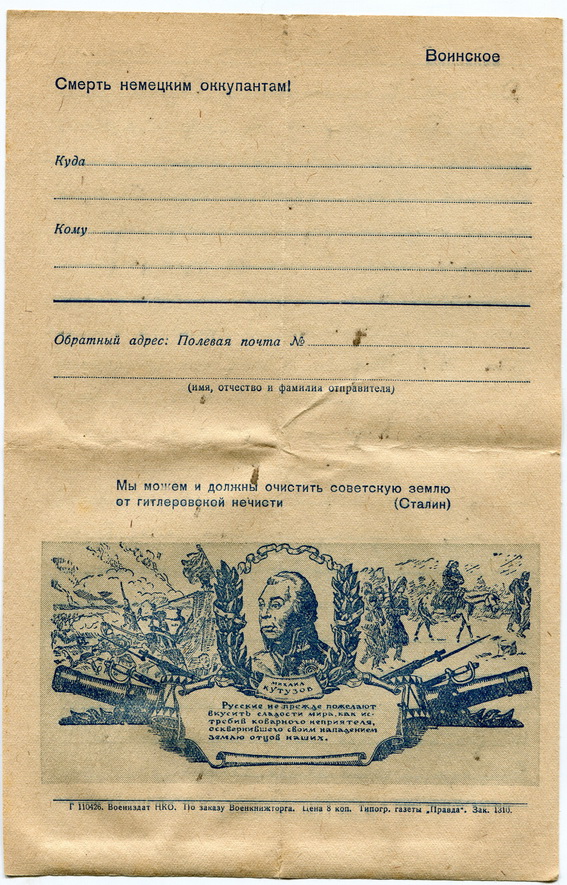 Воинское
Смерть немецким оккупантам!
Куда
Кому
Обратный адрес: Полевая почта №
(имя, отчество и фамилия отправителя)
Мы можем и должны очистить советскую землю
от гитлеровской нечисти (Сталин)
МИХАИЛ
КУТУЗОВ
Русские не прежде пожелают
вкусить сладости мира, как ис-
требив коварного неприятеля,
осквернившего своим нападением
землю отцов наших.
Г 110426. Воениздат НКО. По заказу Военкнижторга. Цена 8 коп. Типогр. газеты „Правда“. Зак. 1310.